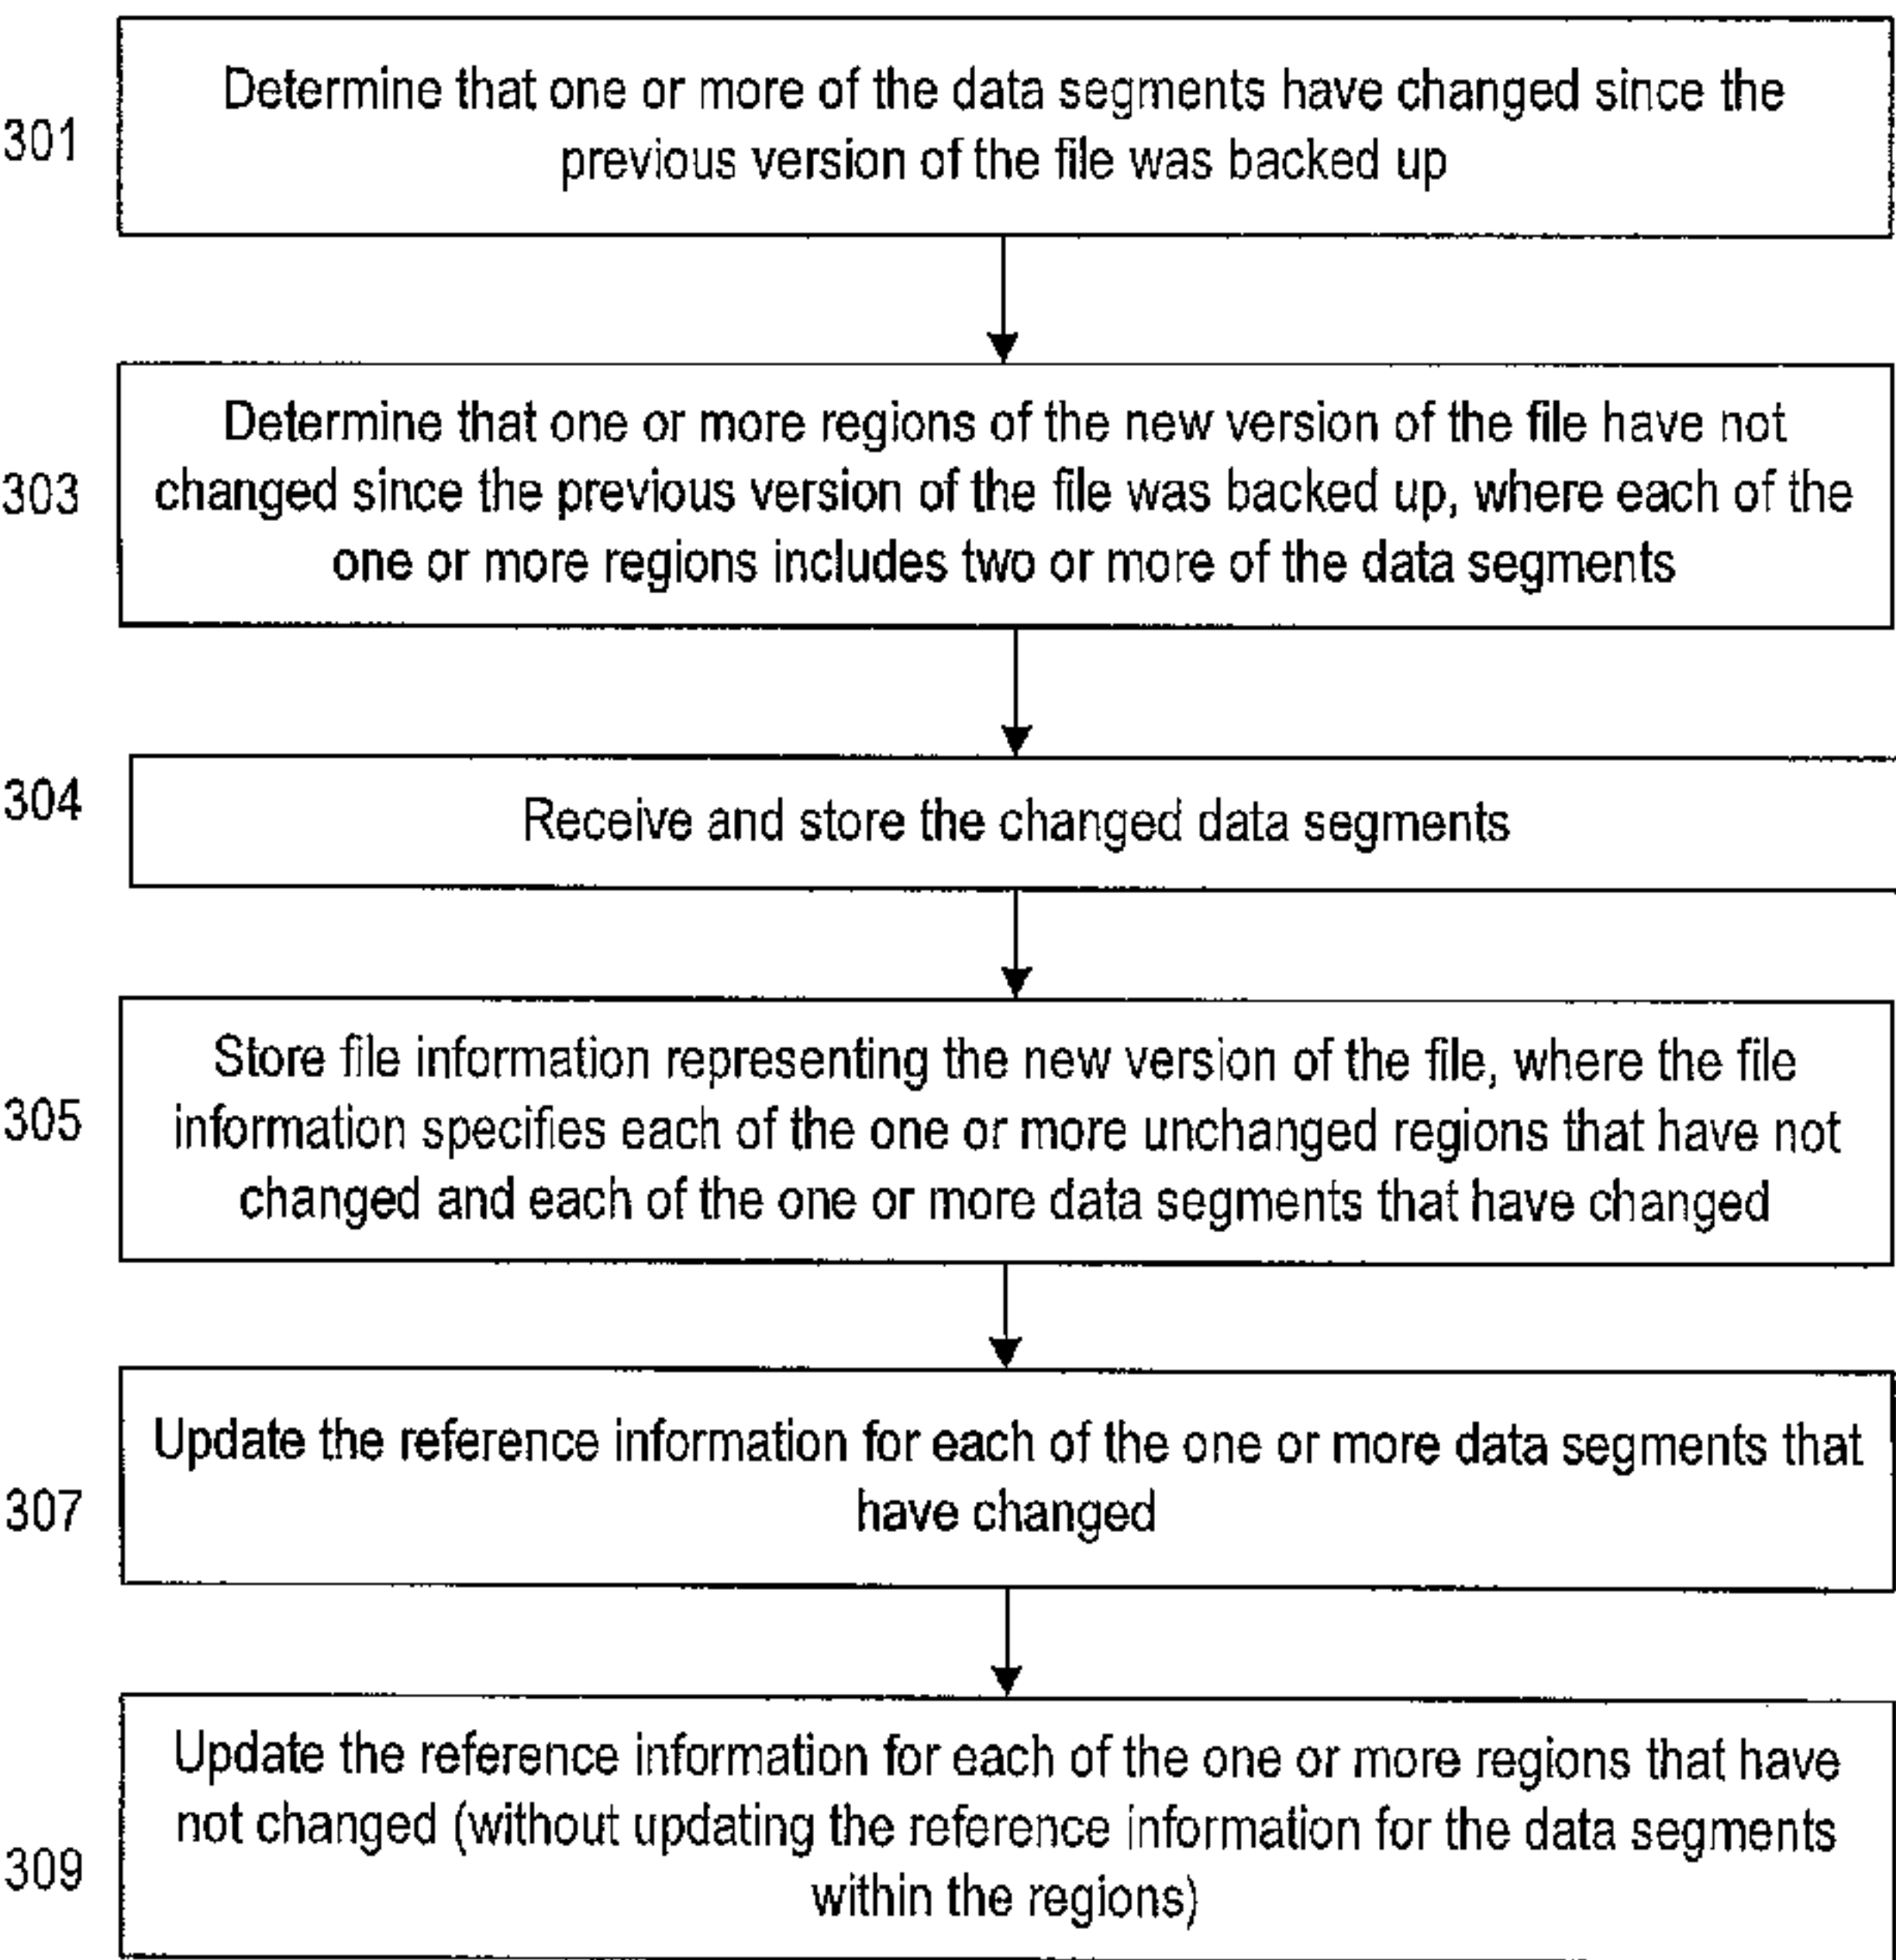 301
Determine that one or more of the data segments have changed since the
previous version of the file was backed up
303
Determine that one or more regions of the new version of the file have not
changed since the previous version of the file was backed up, where each of the
one or more regions includes two or more of the data segments
304
Receive and store the changed data segments
305
Store file information representing the new version of the file, where the file
information specifies each of the one or more unchanged regions that have not
changed and each of the one or more data segments that have changed
307
Update the reference information for each of the one or more data segments that
have changed
309
Update the reference information for each of the one or more regions that have
not changed (without updating the reference information for the data segments
within the regions)